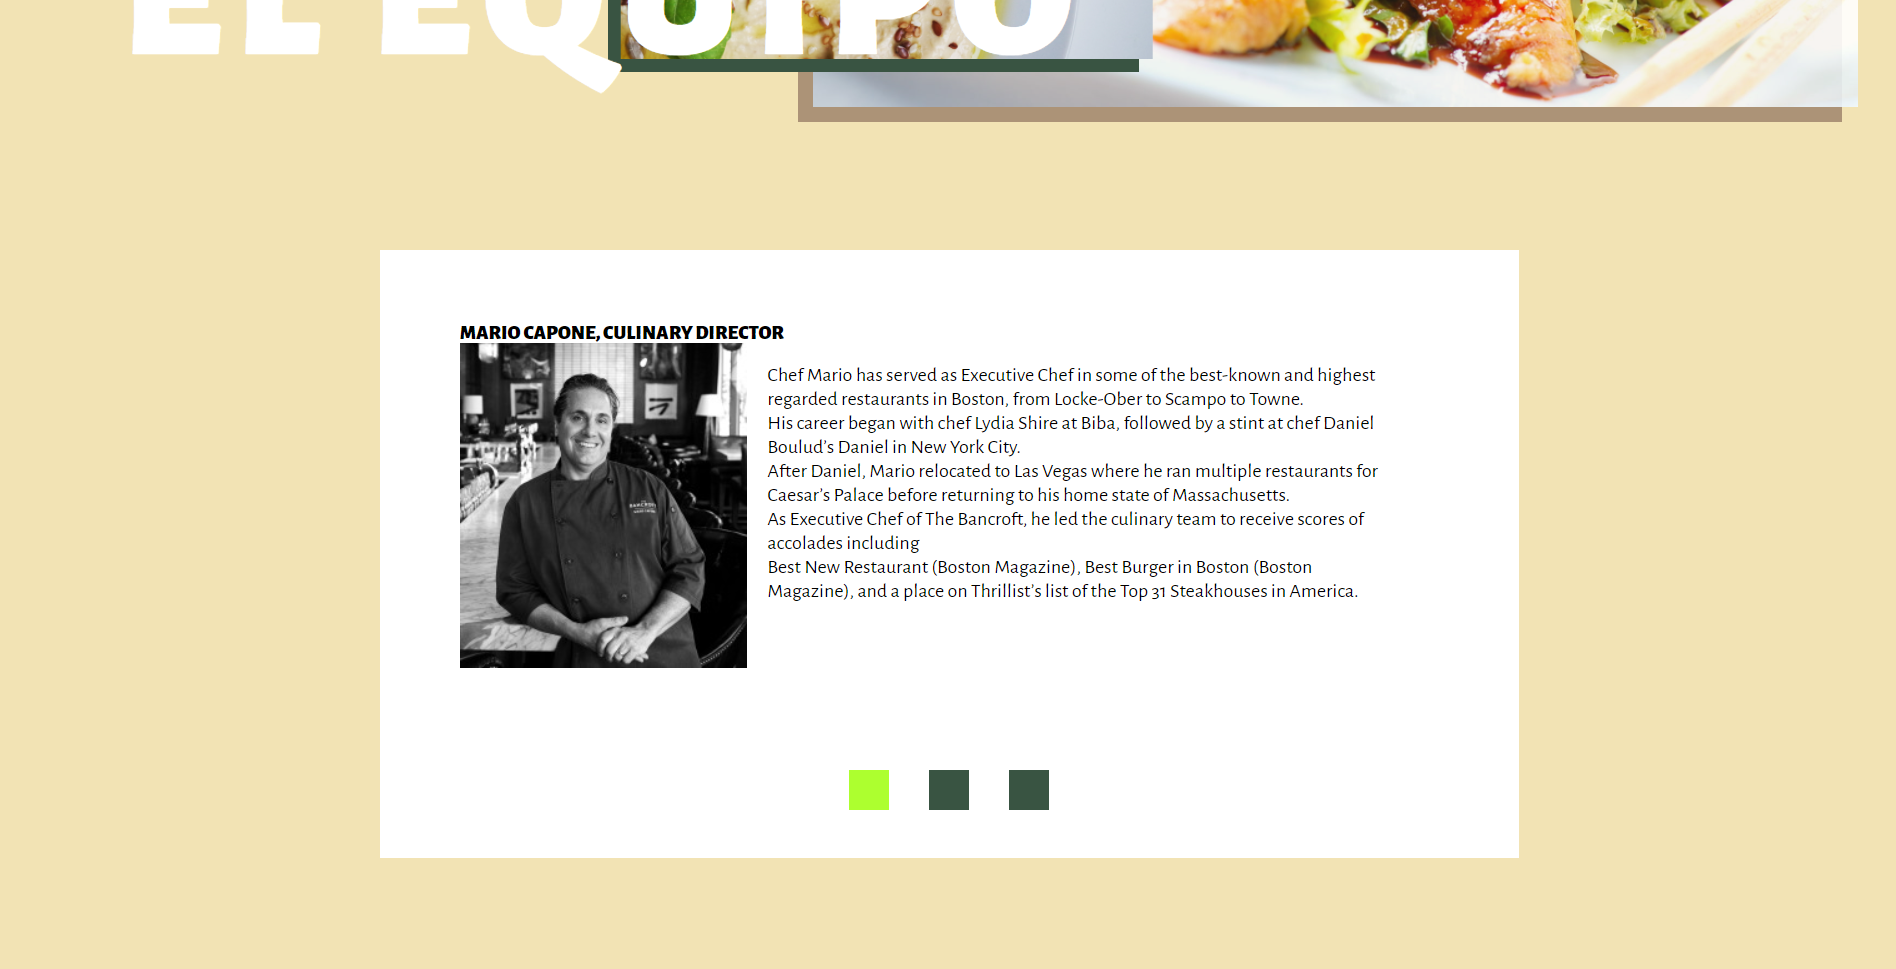 EL EQUIPO
MARIO CAPONE, CULINARY DIRECTOR
Chef Mario has served as Executive Chef in some of the best-known and highest
regarded restaurants in Boston, from Locke-Ober to Scampo to Towne.
His career began with chef Lydia Shire at Biba, followed by a stint at chef Daniel
Boulud’s Daniel in New York City.
After Daniel, Mario relocated to Las Vegas where he ran multiple restaurants for
Caesar’s Palace before returning to his home state of Massachusetts.
As Executive Chef of The Bancroft, he led the culinary team to receive scores of
accolades including
Best New Restaurant (Boston Magazine), Best Burger in Boston (Boston
Magazine), and a place on Thrillist’s list of the Top 31 Steakhouses in America.
BANCROFT